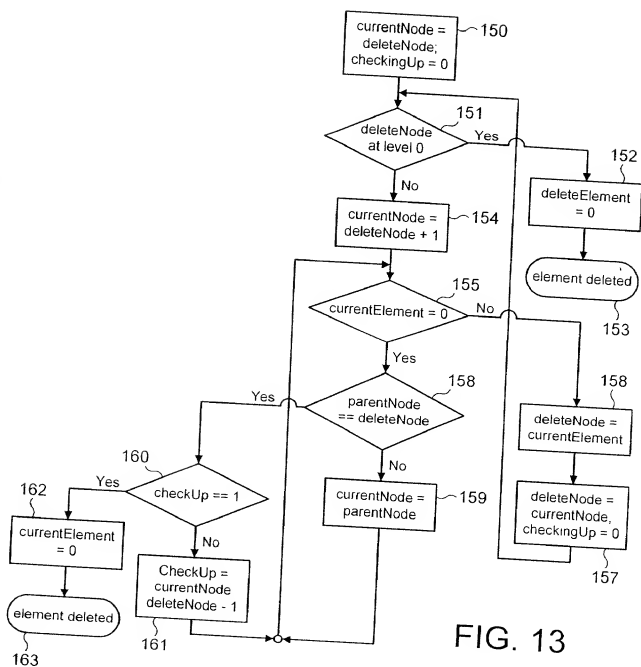 currentNode =
deleteNode;
checkingUp = 0
150
deleteNode
at level 0
151
Yes
No
152
deleteElement
= 0
element deleted
153
currentNode =
deleteNode + 1
154
currentElement = 0
155
No
Yes
parentNode
== deleteNode
158
Yes
No
158
deleteNode =
currentElement
160
checkUp == 1
Yes
No
currentNode =
parentNode
159
deleteNode =
currentNode,
checkingUp = 0
157
162
currentElement
= 0
CheckUp =
currentNode
deleteNode - 1
161
element deleted
163
FIG. 13